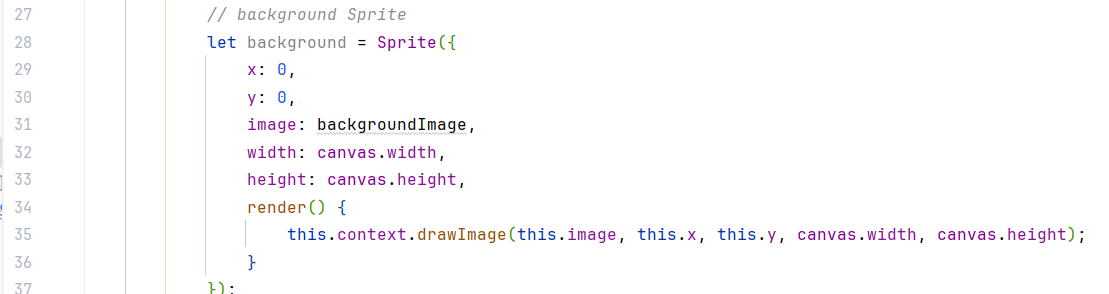 27 // background Sprite
28 let background = Sprite({
29 x: 0,
30 y: 0,
31 image: backgroundImage,
32 width: canvas.width,
33 height: canvas.height,
34 render() {
35 this.context.drawImage(this.image, this.x, this.y, canvas.width, canvas.height);
36 }
37 });